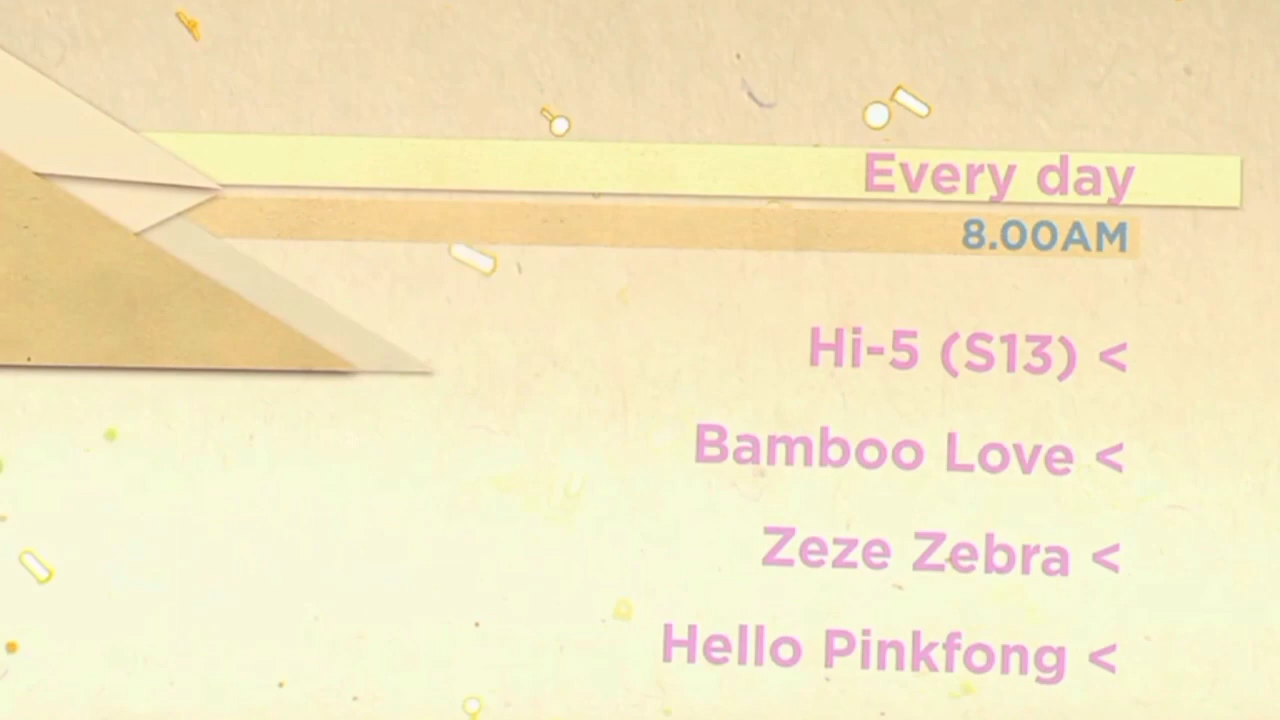 Every day
8.00AM
Hi-5 (S13) <
Bamboo Love <
Zeze Zebra <
Hello Pinkfong <